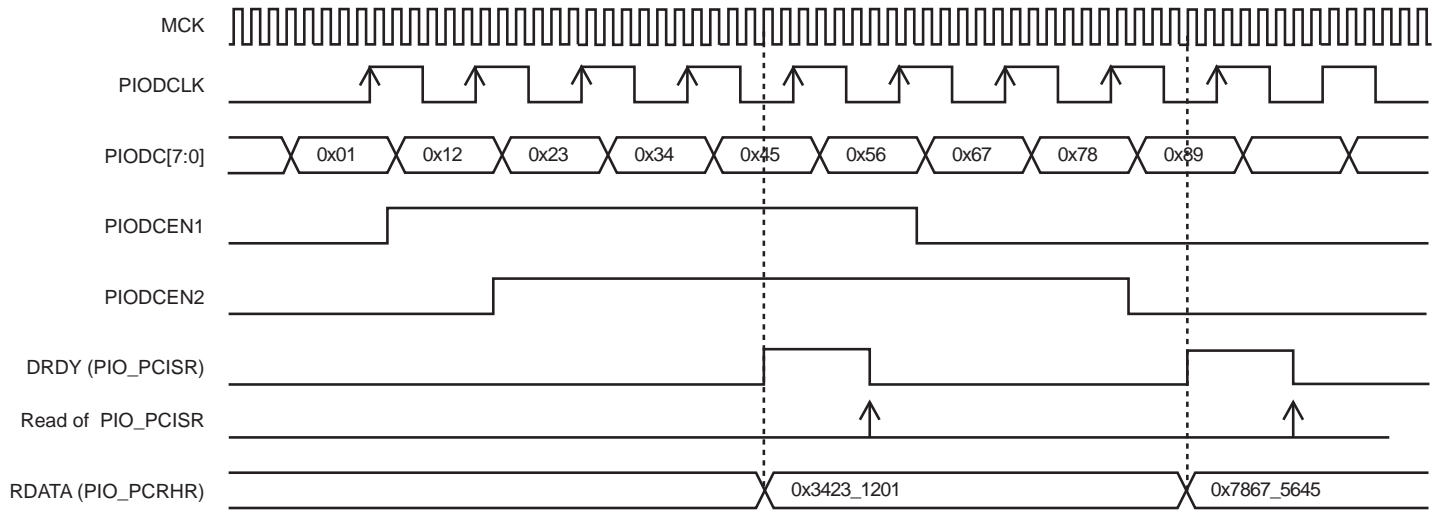 MCK
PIODCLK
PIODC[7:0] 0x01 0x12 0x23 0x34 0x45 0x56 0x67 0x78 0x89
PIODCEN1
PIODCEN2
DRDY (PIO_PCISR)
Read of PIO_PCISR
RDATA (PIO_PCRHR) 0x3423_1201 0x7867_5645